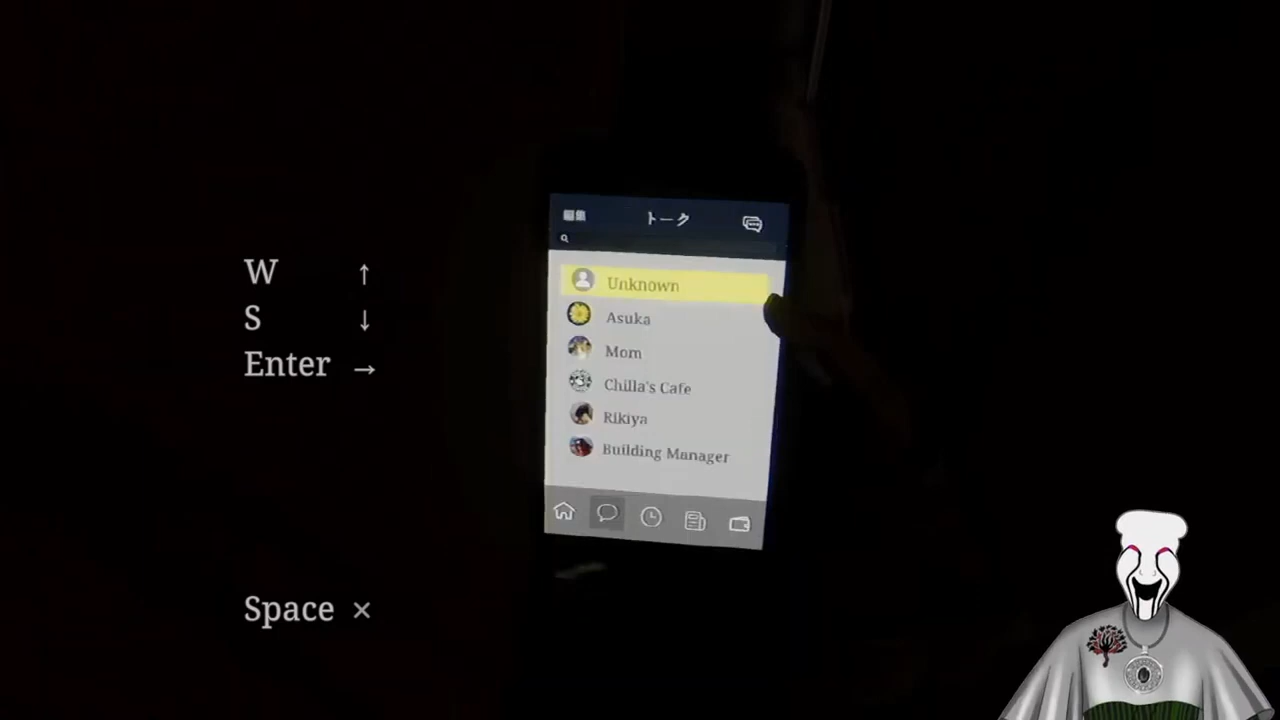 編集 トーク
Unknown
Asuka
Mom
Chilla's Cafe
Rikiya
Building Manager
W ↑
S ↓
Enter →
Space ×